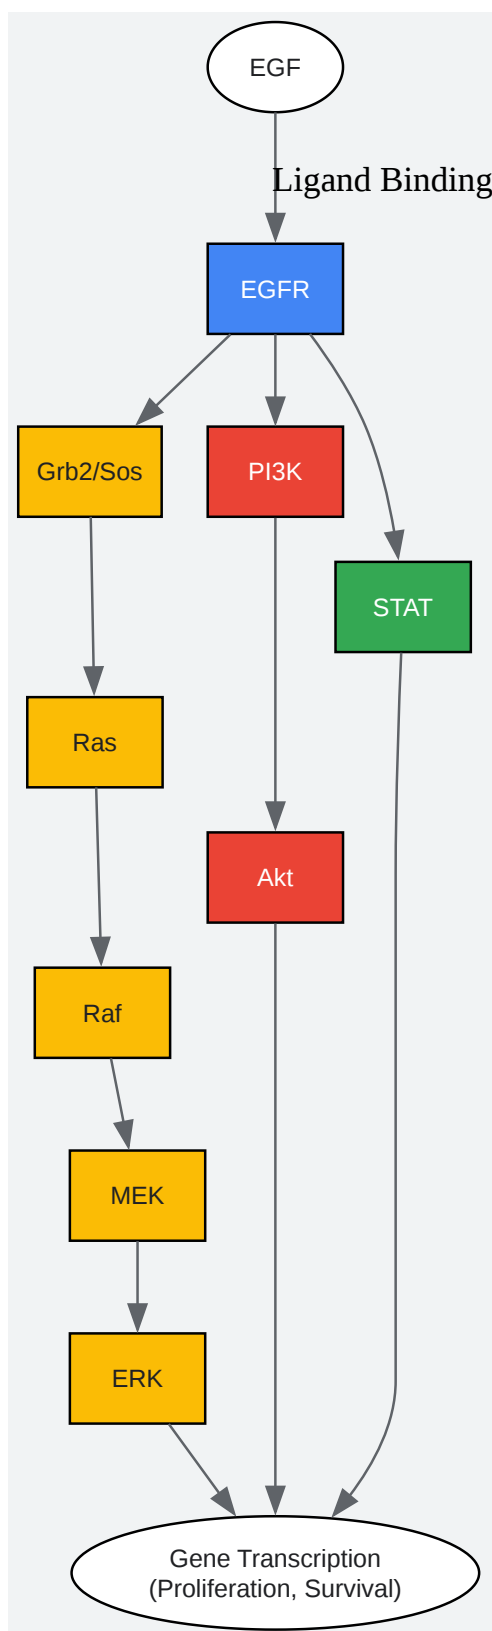 EGF
Ligand Binding
EGFR
Grb2/Sos
PI3K
STAT
Ras
Akt
Raf
MEK
ERK
Gene Transcription
(Proliferation, Survival)